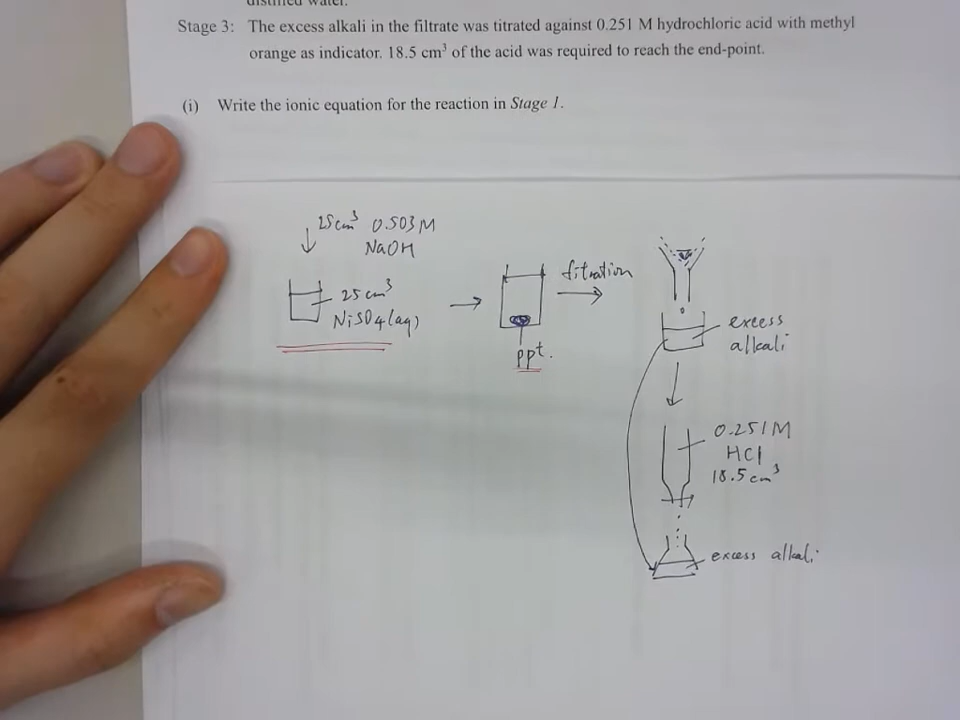 distilled water.
Stage 3: The excess alkali in the filtrate was titrated against 0.251 M hydrochloric acid with methyl
orange as indicator. 18.5 cm³ of the acid was required to reach the end-point.
(i) Write the ionic equation for the reaction in Stage 1.
25cm³ 0.503M
NaOH
25 cm³
NiSO4(aq)
ppt.
filtration
excess
alkali
0.251M
HCl
18.5cm³
excess alkali